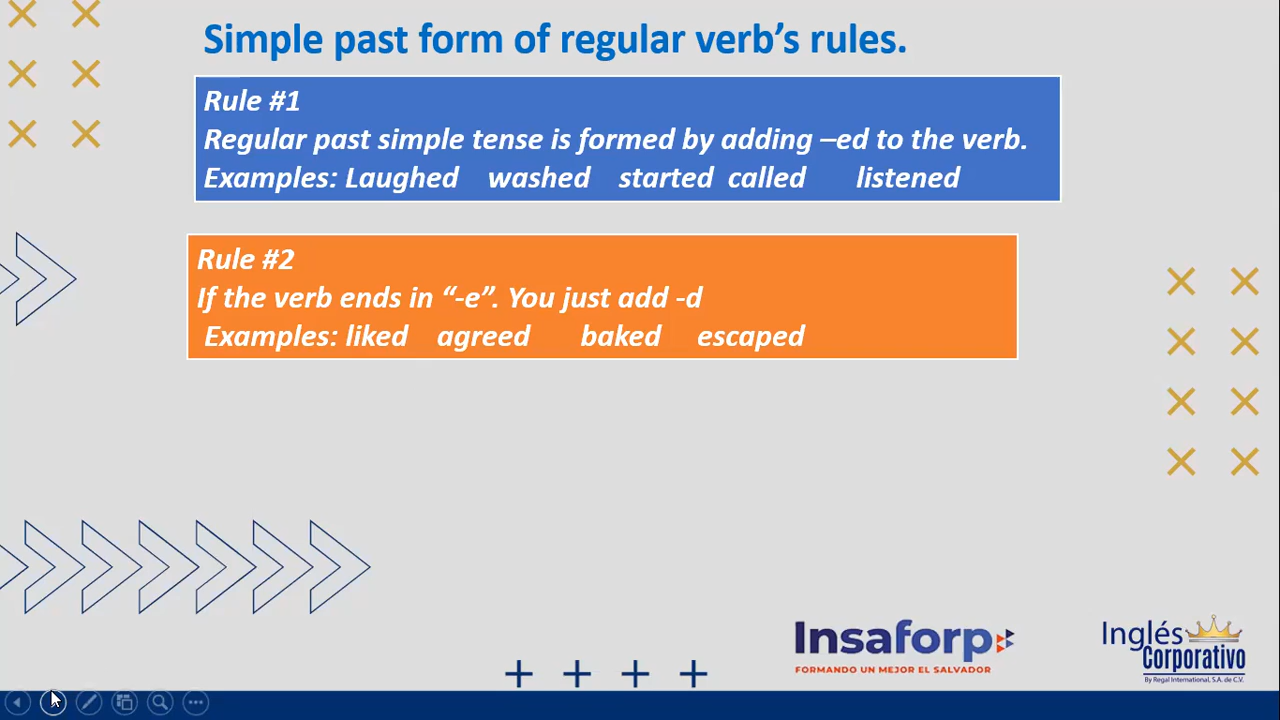 Simple past form of regular verb’s rules.
Rule #1
Regular past simple tense is formed by adding –ed to the verb.
Examples: Laughed washed started called listened
Rule #2
If the verb ends in “-e”. You just add -d
Examples: liked agreed baked escaped
Insaforp
FORMANDO UN MEJOR EL SALVADOR
Inglés
Corporativo
By Regal International, S.A. de C.V.